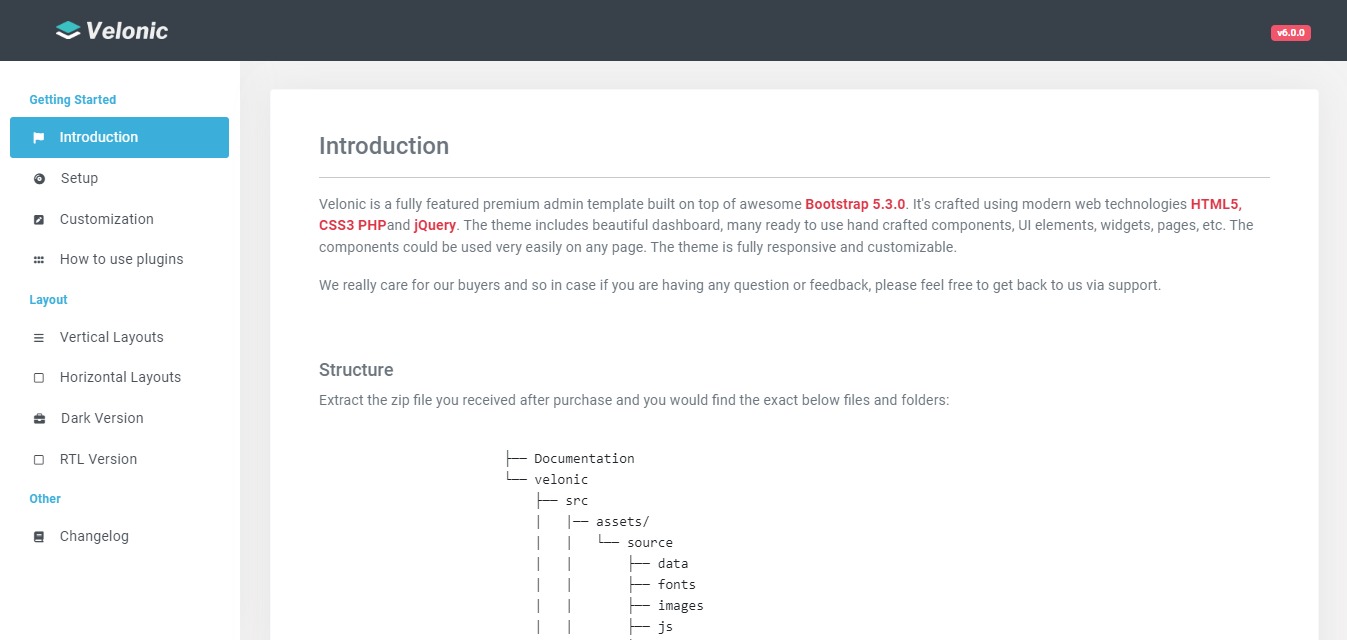 Velonic
v6.0.0
Getting Started
Introduction
Setup
Customization
How to use plugins
Layout
Vertical Layouts
Horizontal Layouts
Dark Version
RTL Version
Other
Changelog
Introduction
Velonic is a fully featured premium admin template built on top of awesome Bootstrap 5.3.0. It's crafted using modern web technologies HTML5,
CSS3 PHPand jQuery. The theme includes beautiful dashboard, many ready to use hand crafted components, UI elements, widgets, pages, etc. The
components could be used very easily on any page. The theme is fully responsive and customizable.
We really care for our buyers and so in case if you are having any question or feedback, please feel free to get back to us via support.
Structure
Extract the zip file you received after purchase and you would find the exact below files and folders:
├── Documentation
└── velonic
    ├── src
    |   |── assets/
    |   |   └── source
    |   |       ├── data
    |   |       ├── fonts
    |   |       ├── images
    |   |       ├── js